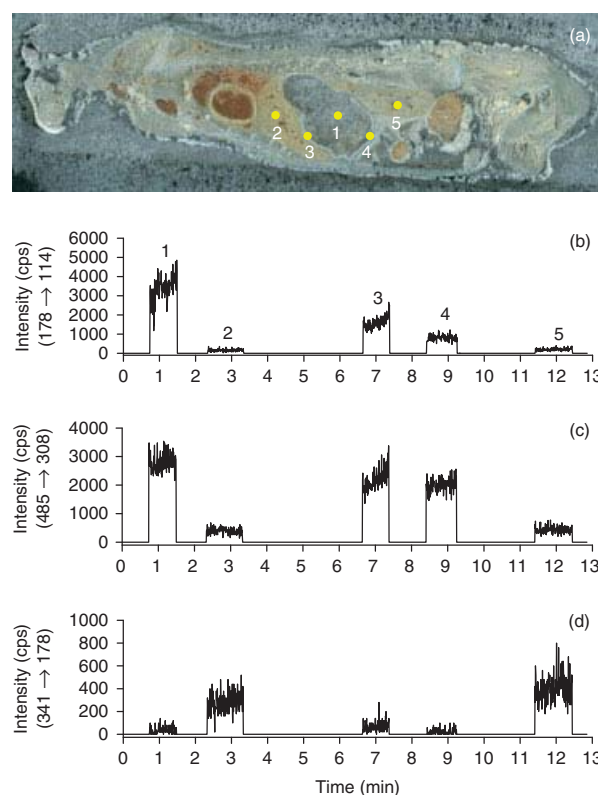 (a)
2
1
5
3
4
(b)
Intensity (cps)
(178 → 114)
6000
5000
4000
3000
2000
1000
0
1
2
3
4
5
0 1 2 3 4 5 6 7 8 9 10 11 12 13
(c)
Intensity (cps)
(485 → 308)
4000
3000
2000
1000
0
0 1 2 3 4 5 6 7 8 9 10 11 12 13
(d)
Intensity (cps)
(341 → 178)
1000
800
600
400
200
0
0 1 2 3 4 5 6 7 8 9 10 11 12 13
Time (min)